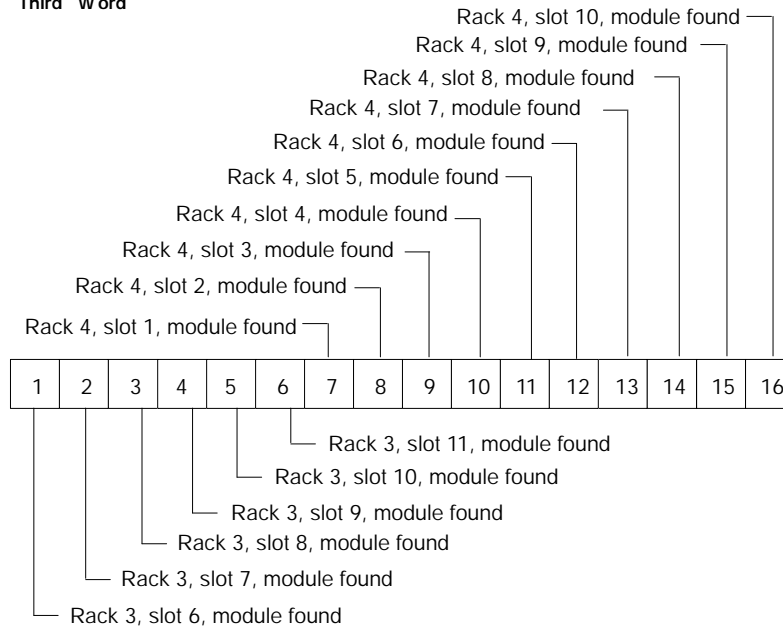 Third Word
Rack 4, slot 10, module found
Rack 4, slot 9, module found
Rack 4, slot 8, module found
Rack 4, slot 7, module found
Rack 4, slot 6, module found
Rack 4, slot 5, module found
Rack 4, slot 4, module found
Rack 4, slot 3, module found
Rack 4, slot 2, module found
Rack 4, slot 1, module found
1 2 3 4 5 6 7 8 9 10 11 12 13 14 15 16
Rack 3, slot 11, module found
Rack 3, slot 10, module found
Rack 3, slot 9, module found
Rack 3, slot 8, module found
Rack 3, slot 7, module found
Rack 3, slot 6, module found